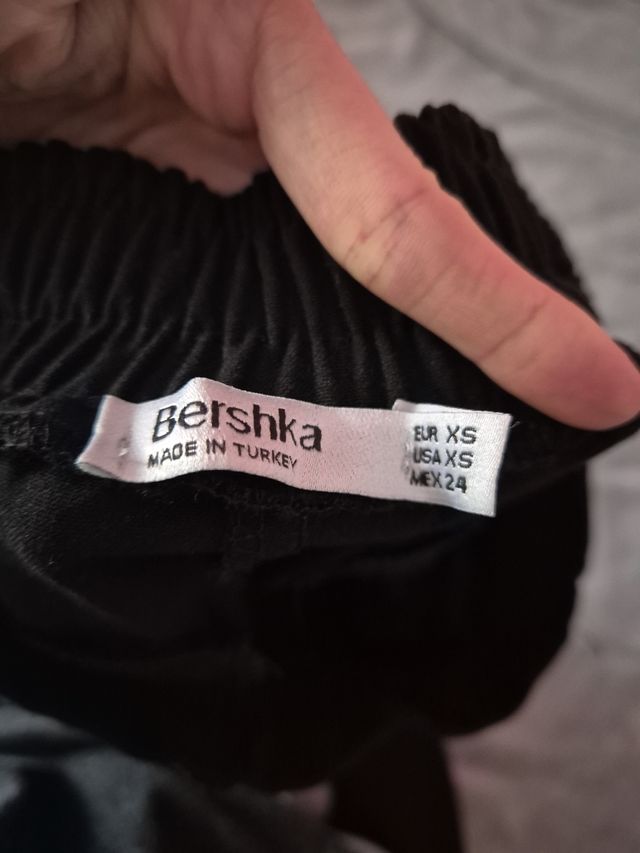 Bershka
MADE IN TURKEY
EUR XS
USA XS
MEX 24